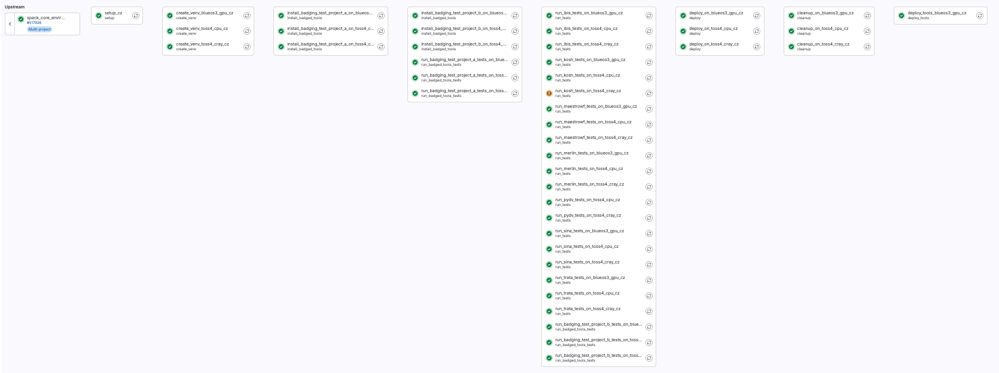 Upstream
spack_core_envir...
#517928
Multi-project
setup_cz
setup
create_venv_blueos3_gpu_cz
create_venv
create_venv_toss4_cpu_cz
create_venv
create_venv_toss4_cray_cz
create_venv
install_badging_test_project_a_on_blueos...
install_badged_tools
install_badging_test_project_a_on_toss4_c...
install_badged_tools
install_badging_test_project_a_on_toss4_c...
install_badged_tools
install_badging_test_project_b_on_blueos...
install_badged_tools
install_badging_test_project_b_on_toss4_...
install_badged_tools
install_badging_test_project_b_on_toss4_...
install_badged_tools
run_badging_test_project_a_tests_on_blue...
run_badged_tools_tests
run_badging_test_project_a_tests_on_toss...
run_badged_tools_tests
run_badging_test_project_a_tests_on_toss...
run_badged_tools_tests
run_ibis_tests_on_blueos3_gpu_cz
run_tests
run_ibis_tests_on_toss4_cpu_cz
run_tests
run_ibis_tests_on_toss4_cray_cz
run_tests
run_kosh_tests_on_blueos3_gpu_cz
run_tests
run_kosh_tests_on_toss4_cpu_cz
run_tests
run_kosh_tests_on_toss4_cray_cz
run_tests
run_maestrowf_tests_on_blueos3_gpu_cz
run_tests
run_maestrowf_tests_on_toss4_cpu_cz
run_tests
run_maestrowf_tests_on_toss4_cray_cz
run_tests
run_merlin_tests_on_blueos3_gpu_cz
run_tests
run_merlin_tests_on_toss4_cpu_cz
run_tests
run_merlin_tests_on_toss4_cray_cz
run_tests
run_pydv_tests_on_toss4_cpu_cz
run_tests
run_pydv_tests_on_toss4_cray_cz
run_tests
run_sina_tests_on_blueos3_gpu_cz
run_tests
run_sina_tests_on_toss4_cpu_cz
run_tests
run_sina_tests_on_toss4_cray_cz
run_tests
run_trata_tests_on_blueos3_gpu_cz
run_tests
run_trata_tests_on_toss4_cpu_cz
run_tests
run_trata_tests_on_toss4_cray_cz
run_tests
run_badging_test_project_b_tests_on_blue...
run_badged_tools_tests
run_badging_test_project_b_tests_on_toss...
run_badged_tools_tests
run_badging_test_project_b_tests_on_toss...
run_badged_tools_tests
deploy_on_blueos3_gpu_cz
deploy
deploy_on_toss4_cpu_cz
deploy
deploy_on_toss4_cray_cz
deploy
cleanup_on_blueos3_gpu_cz
cleanup
cleanup_on_toss4_cpu_cz
cleanup
cleanup_on_toss4_cray_cz
cleanup
deploy_tools_blueos3_gpu_cz
deploy_tools